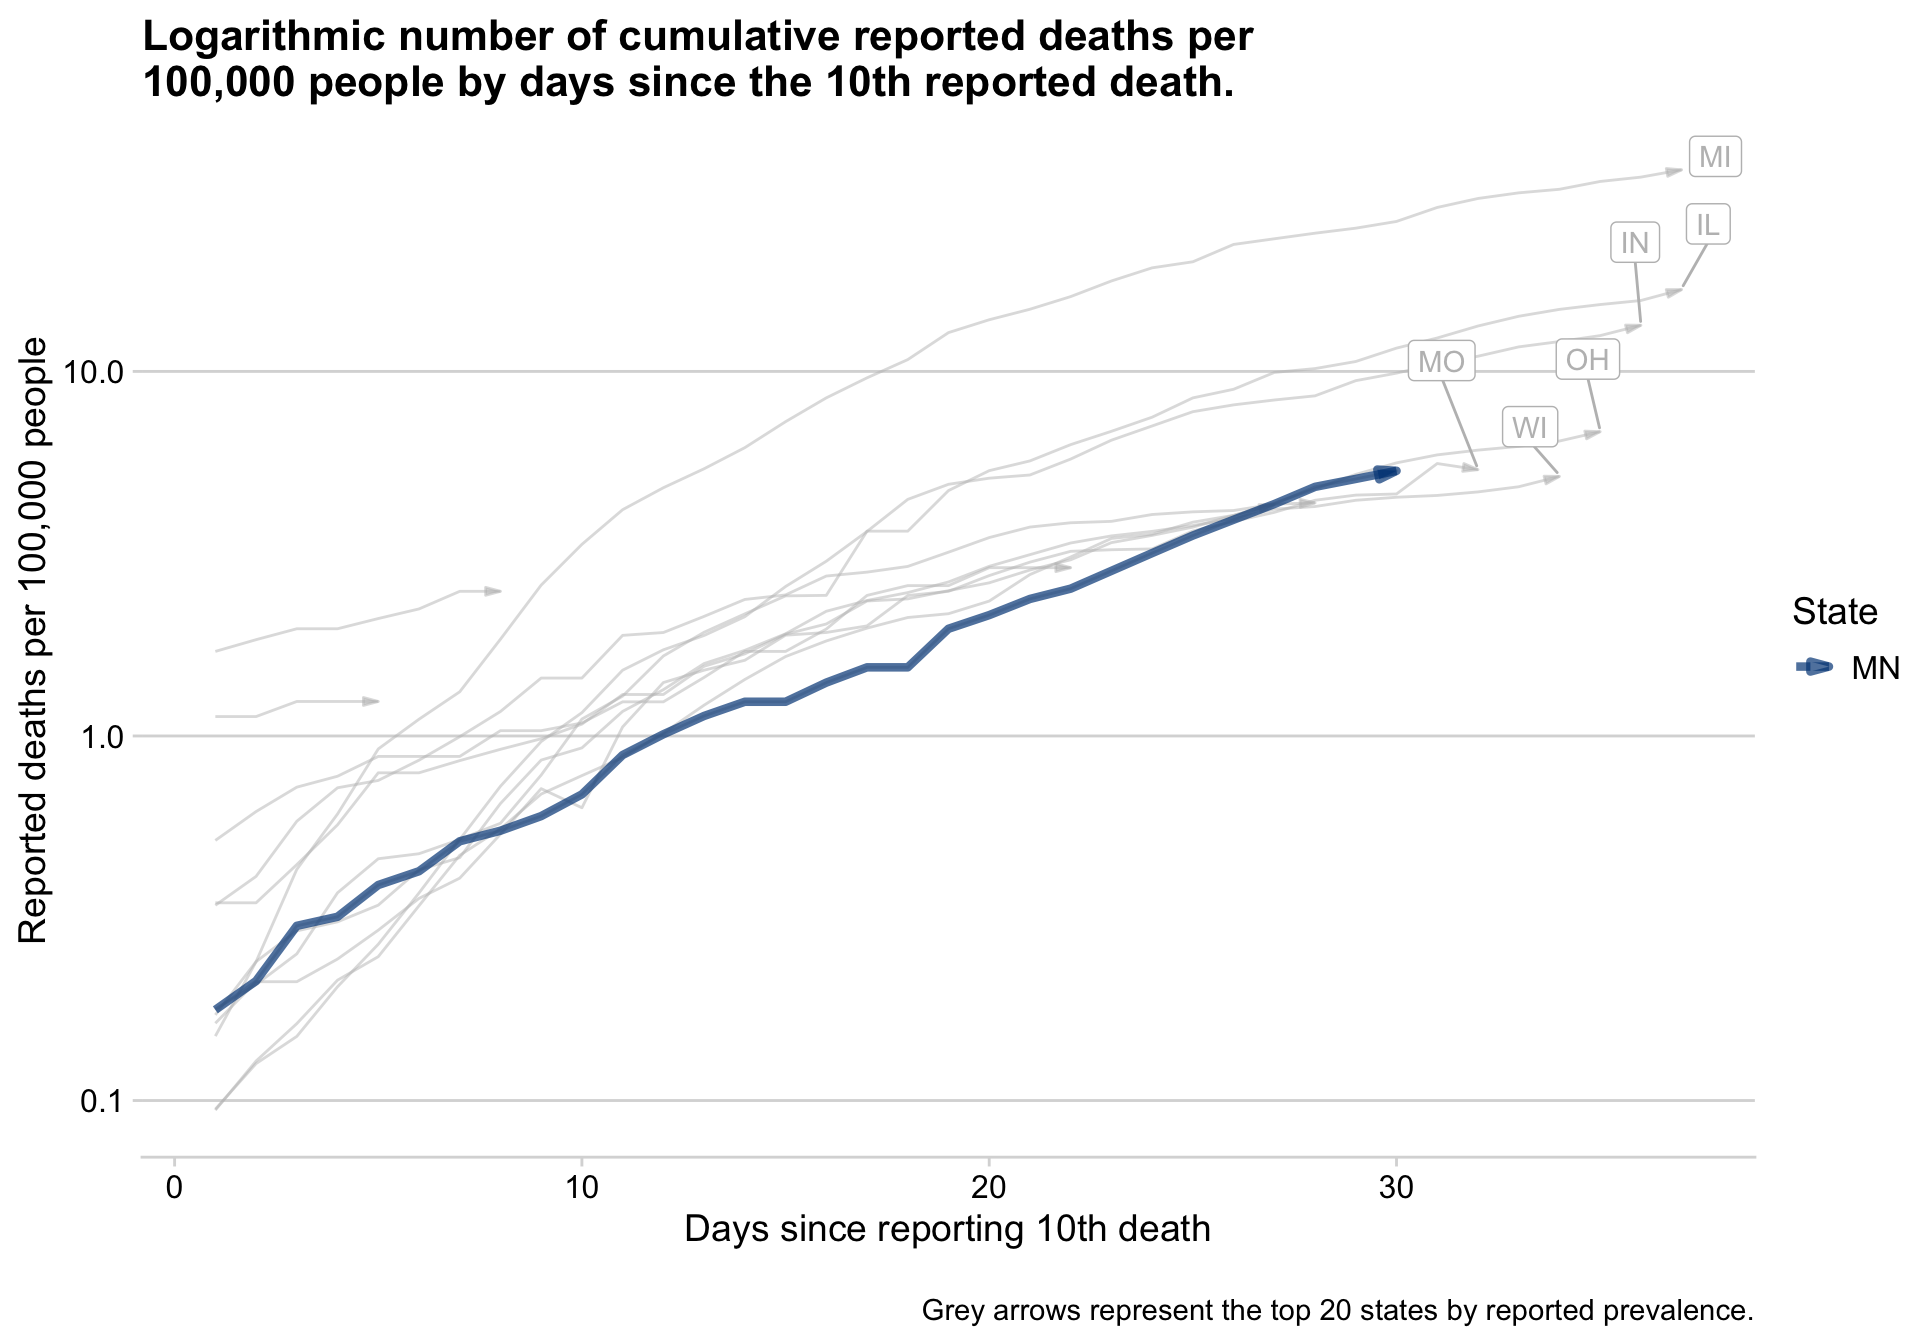 Logarithmic number of cumulative reported deaths per
100,000 people by days since the 10th reported death.
MI
IL
IN
MO
OH
WI
Reported deaths per 100,000 people
10.0
1.0
0.1
State
MN
0
10
20
30
Days since reporting 10th death
Grey arrows represent the top 20 states by reported prevalence.